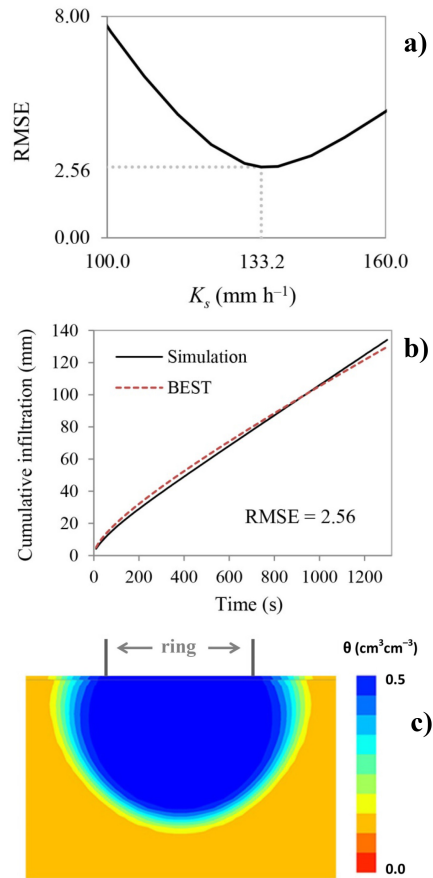 a)
8.00
RMSE
2.56
0.00
100.0 133.2 160.0
Kₛ (mm h⁻¹)
b)
Cumulative infiltration (mm)
140
120
100
80
60
40
20
0
Simulation
BEST
RMSE = 2.56
0 200 400 600 800 1000 1200
Time (s)
ring
θ (cm³cm⁻³)
0.5
c)
0.0